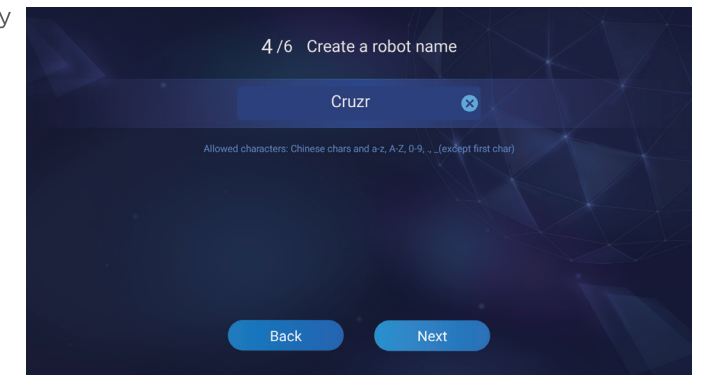 y
4/6 Create a robot name
Cruzr
Allowed characters: Chinese chars and a-z, A-Z, 0-9, ., _(except first char)
Back
Next